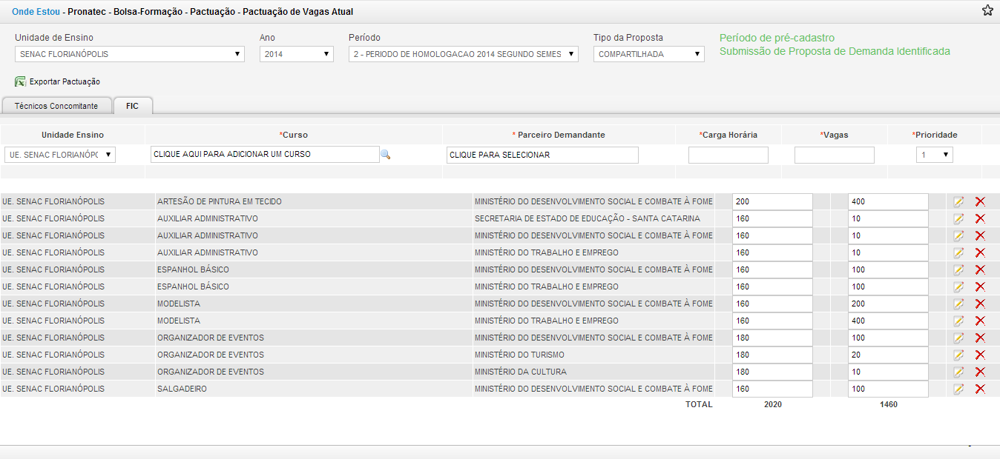 Onde Estou - Pronatec - Bolsa-Formação - Pactuação - Pactuação de Vagas Atual
Unidade de Ensino Ano Período Tipo da Proposta Período de pré-cadastro
SENAC FLORIANÓPOLIS 2014 2 - PERIODO DE HOMOLOGACAO 2014 SEGUNDO SEMES COMPARTILHADA Submissão de Proposta de Demanda Identificada
Exportar Pactuação
Técnicos Concomitante FIC
Unidade Ensino *Curso * Parceiro Demandante *Carga Horária *Vagas *Prioridade
UE. SENAC FLORIANÓPO CLIQUE AQUI PARA ADICIONAR UM CURSO CLIQUE PARA SELECIONAR 1
UE. SENAC FLORIANÓPOLIS ARTESÃO DE PINTURA EM TECIDO MINISTÉRIO DO DESENVOLVIMENTO SOCIAL E COMBATE À FOME 200 400
UE. SENAC FLORIANÓPOLIS AUXILIAR ADMINISTRATIVO SECRETARIA DE ESTADO DE EDUCAÇÃO - SANTA CATARINA 160 10
UE. SENAC FLORIANÓPOLIS AUXILIAR ADMINISTRATIVO MINISTÉRIO DO DESENVOLVIMENTO SOCIAL E COMBATE À FOME 160 10
UE. SENAC FLORIANÓPOLIS AUXILIAR ADMINISTRATIVO MINISTÉRIO DO TRABALHO E EMPREGO 160 10
UE. SENAC FLORIANÓPOLIS ESPANHOL BÁSICO MINISTÉRIO DO DESENVOLVIMENTO SOCIAL E COMBATE À FOME 160 100
UE. SENAC FLORIANÓPOLIS ESPANHOL BÁSICO MINISTÉRIO DO TRABALHO E EMPREGO 160 100
UE. SENAC FLORIANÓPOLIS MODELISTA MINISTÉRIO DO DESENVOLVIMENTO SOCIAL E COMBATE À FOME 160 200
UE. SENAC FLORIANÓPOLIS MODELISTA MINISTÉRIO DO TRABALHO E EMPREGO 160 400
UE. SENAC FLORIANÓPOLIS ORGANIZADOR DE EVENTOS MINISTÉRIO DO DESENVOLVIMENTO SOCIAL E COMBATE À FOME 180 100
UE. SENAC FLORIANÓPOLIS ORGANIZADOR DE EVENTOS MINISTÉRIO DO TURISMO 180 20
UE. SENAC FLORIANÓPOLIS ORGANIZADOR DE EVENTOS MINISTÉRIO DA CULTURA 180 10
UE. SENAC FLORIANÓPOLIS SALGADEIRO MINISTÉRIO DO DESENVOLVIMENTO SOCIAL E COMBATE À FOME 160 100
TOTAL 2020 1460